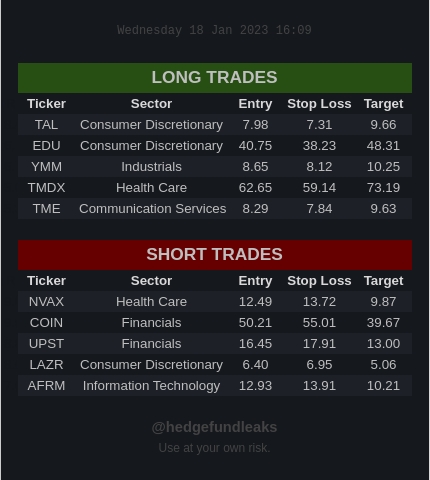 Wednesday 18 Jan 2023 16:09
LONG TRADES
Ticker Sector Entry Stop Loss Target
TAL Consumer Discretionary 7.98 7.31 9.66
EDU Consumer Discretionary 40.75 38.23 48.31
YMM Industrials 8.65 8.12 10.25
TMDX Health Care 62.65 59.14 73.19
TME Communication Services 8.29 7.84 9.63
SHORT TRADES
Ticker Sector Entry Stop Loss Target
NVAX Health Care 12.49 13.72 9.87
COIN Financials 50.21 55.01 39.67
UPST Financials 16.45 17.91 13.00
LAZR Consumer Discretionary 6.40 6.95 5.06
AFRM Information Technology 12.93 13.91 10.21
@hedgefundleaks
Use at your own risk.